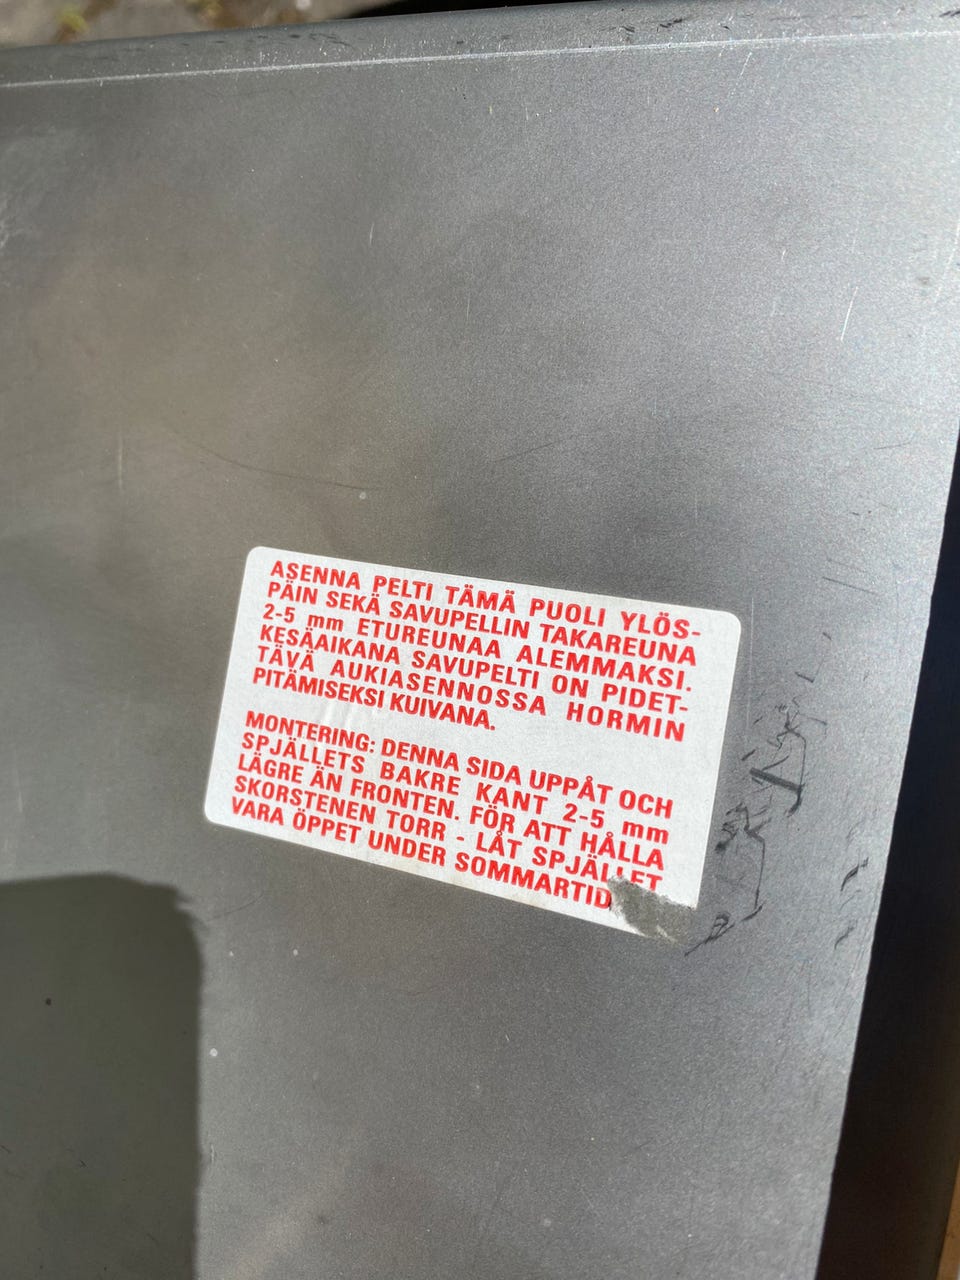 ASENNA PELTI TÄMÄ PUOLI YLÖS-
PÄIN SEKÄ SAVUPELLIN TAKAREUNA
2-5 mm ETUREUNAA ALEMMAKSI.
KESÄAIKANA SAVUPELTI ON PIDET-
TÄVÄ AUKIASENNOSSA HORMIN
PITÄMISEKSI KUIVANA.
MONTERING: DENNA SIDA UPPÅT OCH
SPJÄLLETS BAKRE KANT 2-5 mm
LÄGRE ÄN FRONTEN. FÖR ATT HÅLLA
SKORSTENEN TORR - LÅT SPJÄLLET
VARA ÖPPET UNDER SOMMARTID